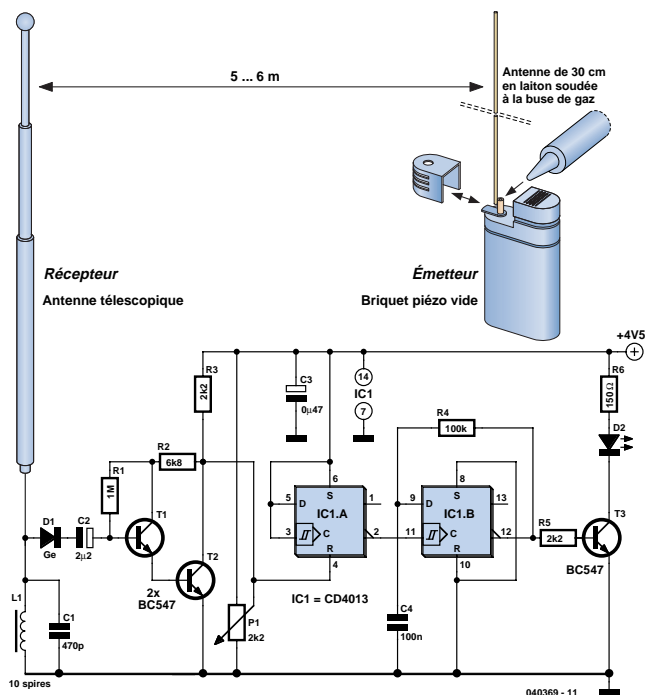 5 ... 6 m
Antenne de 30 cm
en laiton soudée
à la buse de gaz
Récepteur
Antenne télescopique
Émetteur
Briquet piézo vide
+4V5
R3
2k2
C3
0µ47
14
IC1
7
R6
150Ω
D2
R4
100k
R2
6k8
R1
1M
T1
D1
Ge
C2
2µ2
T2
2x
BC547
6
S
5
D
1
IC1.A
3
C
2
R
4
IC1 = CD4013
P1
2k2
8
S
9
D
13
IC1.B
11
C
12
R
10
R5
2k2
T3
BC547
C4
100n
L1
C1
470p
10 spires
040369 - 11